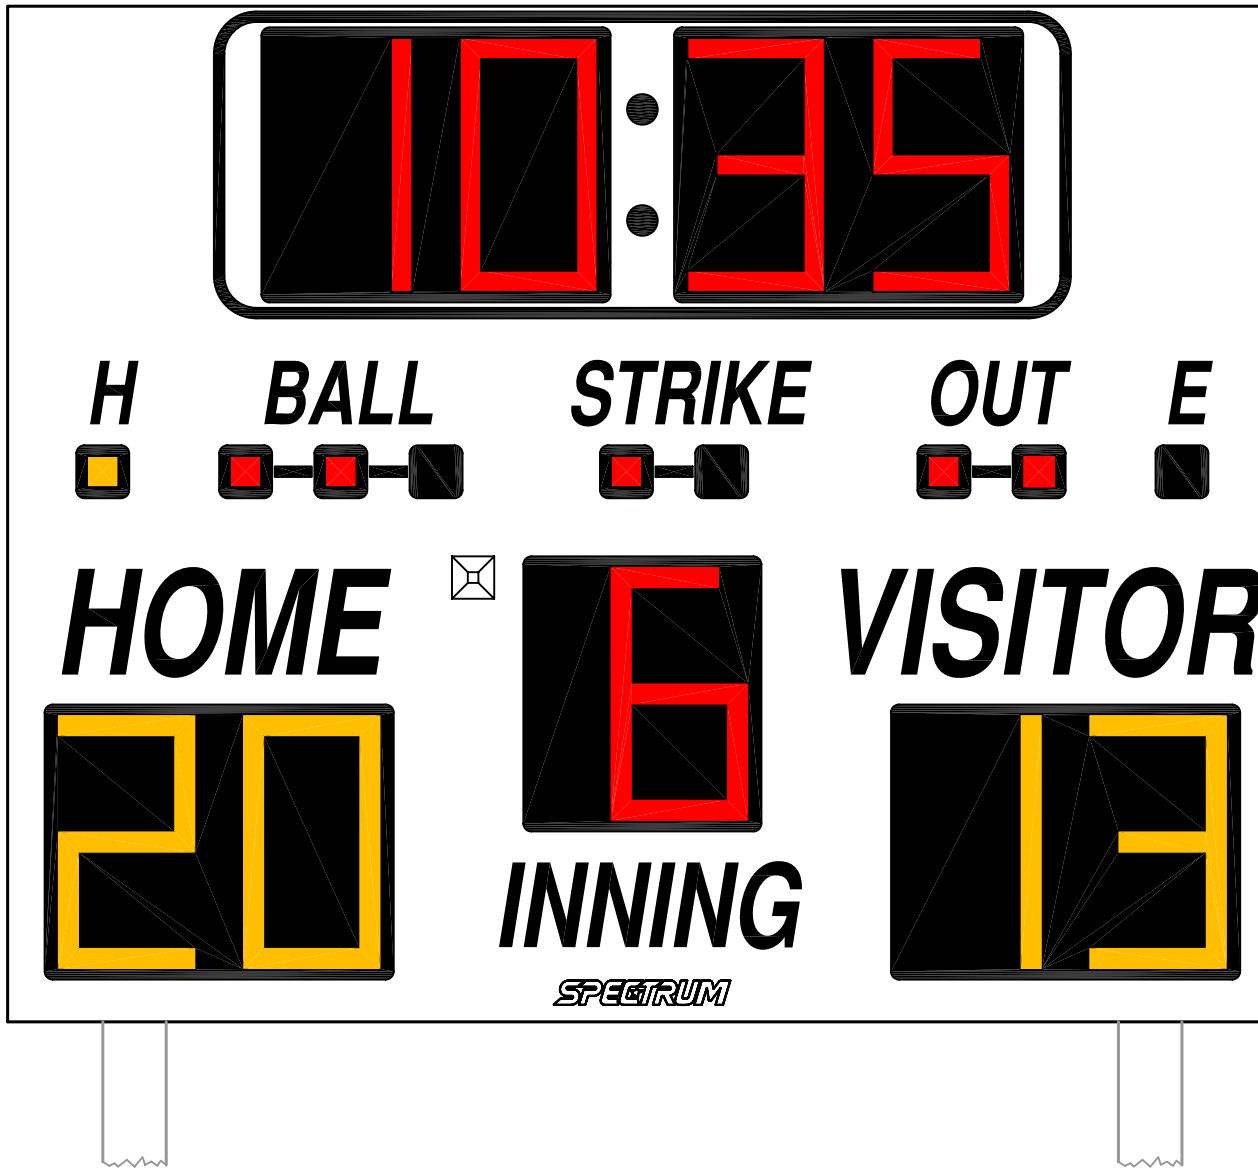 10:35
H BALL STRIKE OUT E
HOME VISITOR
20 6 13
INNING
SPECTRUM